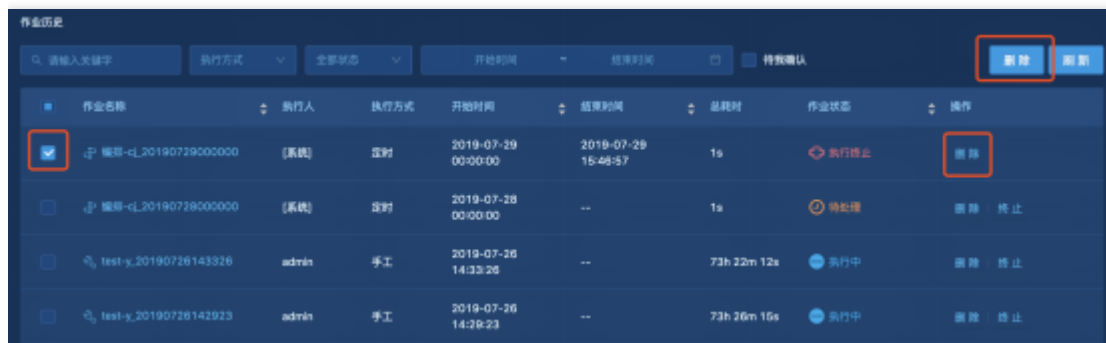 作业历史
请输入关键字 执行方式 全部状态 开始时间 ~ 结束时间 待我确认 删除 刷新
作业名称 执行人 执行方式 开始时间 结束时间 总耗时 作业状态 操作
编排-cj_20190729000000 [系统] 定时 2019-07-29 00:00:00 2019-07-29 15:46:57 1s 执行终止 删除
编排-cj_20190728000000 [系统] 定时 2019-07-28 00:00:00 -- 1s 待处理 删除 终止
test-y_20190726143326 admin 手工 2019-07-26 14:33:26 -- 73h 22m 12s 执行中 删除 终止
test-y_20190726142923 admin 手工 2019-07-26 14:29:23 -- 73h 26m 15s 执行中 删除 终止